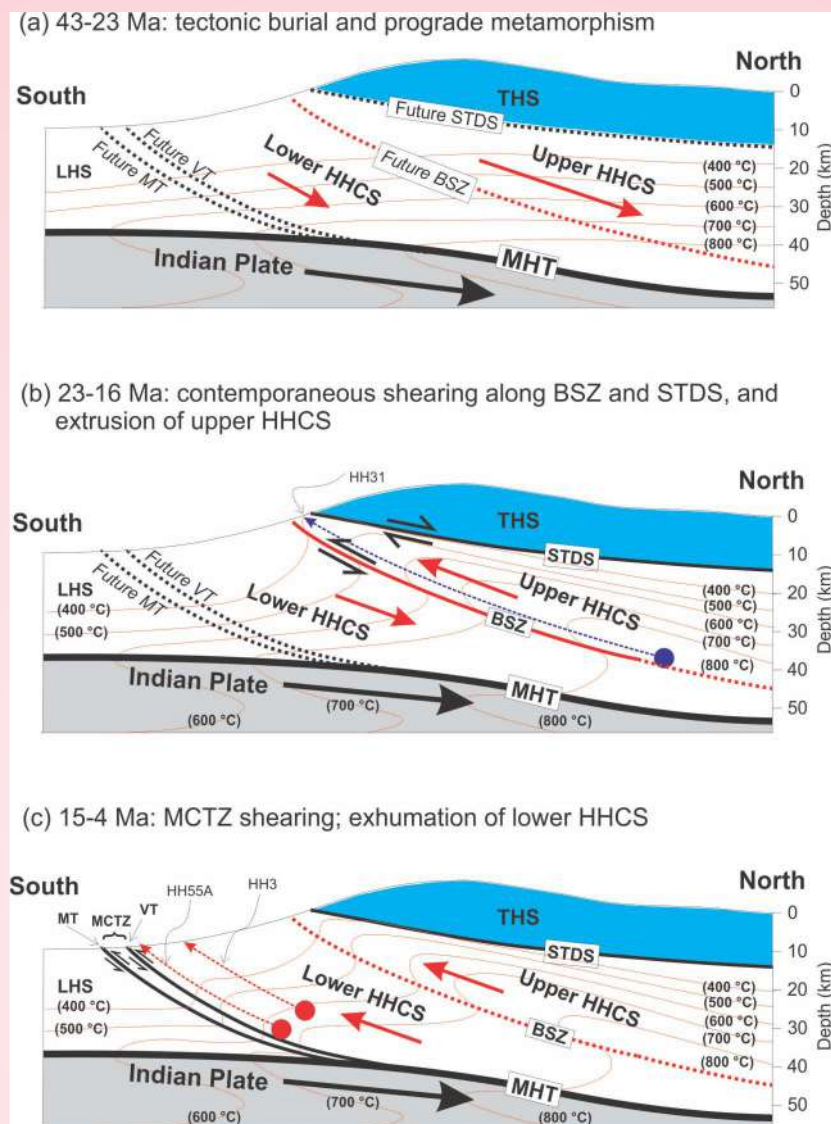 (a) 43-23 Ma: tectonic burial and prograde metamorphism
North
South
THS
0
Future STDS
10
Future VT
Future MT
LHS
Lower HHCS
Future BSZ
Upper HHCS
(400 °C)
20
(500 °C)
(600 °C)
30
(700 °C)
(800 °C)
40
50
Depth (km)
Indian Plate
MHT
(b) 23-16 Ma: contemporaneous shearing along BSZ and STDS, and
extrusion of upper HHCS
HH31
North
South
THS
0
STDS
10
Future VT
Future MT
LHS
(400 °C)
(500 °C)
Lower HHCS
BSZ
Upper HHCS
(400 °C)
20
(500 °C)
(600 °C)
30
(700 °C)
(800 °C)
40
50
Depth (km)
Indian Plate
MHT
(600 °C)
(700 °C)
(800 °C)
(c) 15-4 Ma: MCTZ shearing; exhumation of lower HHCS
South
North
MT
MCTZ
VT
HH55A
HH3
THS
0
STDS
10
LHS
(400 °C)
(500 °C)
Lower HHCS
BSZ
Upper HHCS
(400 °C)
20
(500 °C)
(600 °C)
30
(700 °C)
(800 °C)
40
50
Depth (km)
Indian Plate
MHT
(600 °C)
(700 °C)
(800 °C)